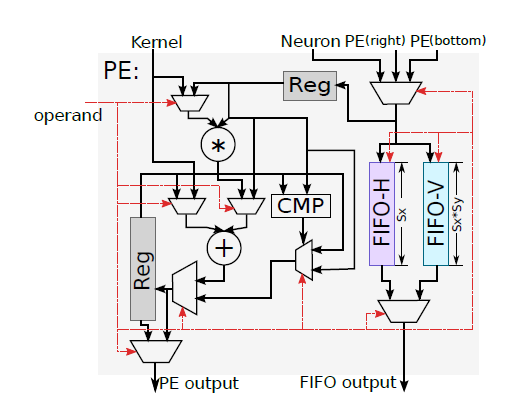 Kernel
Neuron PE(right) PE(bottom)
PE:
Reg
operand
*
FIFO-H
Sx
FIFO-V
Sx*Sy
CMP
+
Reg
PE output
FIFO output